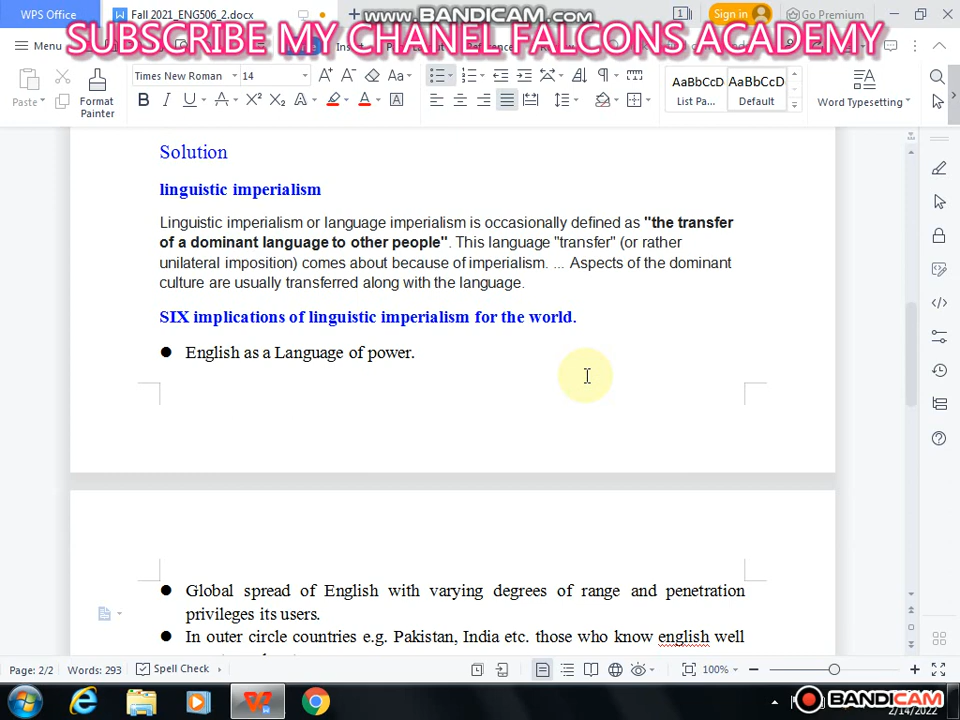 WPS Office
Fall 2021_ENG506_2.docx
www.BANDICAM.com
1
Sign in
Go Premium
Menu
SUBSCRIBE MY CHANEL FALCONS ACADEMY
Paste
Format
Painter
Times New Roman
14
AaBbCcD
List Pa...
AaBbCcD
Default
Word Typesetting
Solution
linguistic imperialism
Linguistic imperialism or language imperialism is occasionally defined as "the transfer
of a dominant language to other people". This language "transfer" (or rather
unilateral imposition) comes about because of imperialism. ... Aspects of the dominant
culture are usually transferred along with the language.
SIX implications of linguistic imperialism for the world.
● English as a Language of power.
● Global spread of English with varying degrees of range and penetration
privileges its users.
● In outer circle countries e.g. Pakistan, India etc. those who know english well
Page: 2/2
Words: 293
Spell Check
100%
BANDICAM
2/14/2022